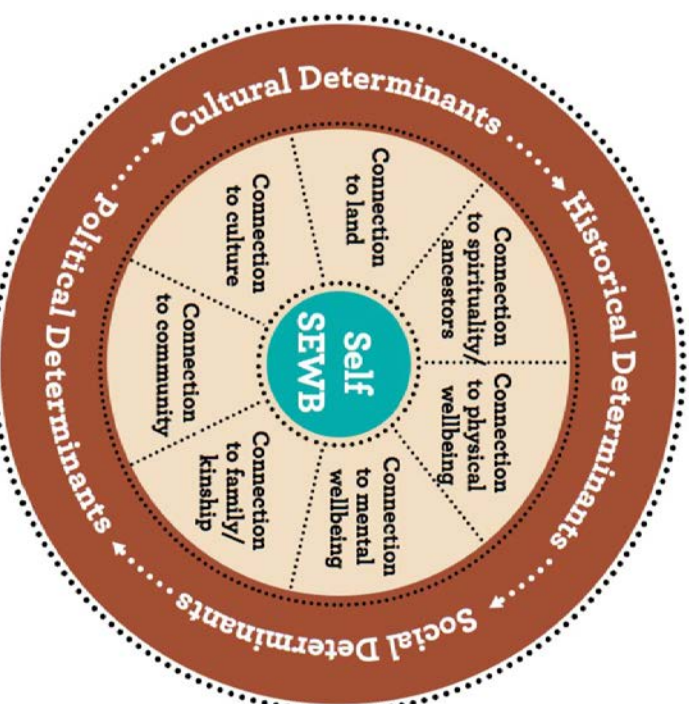 Cultural Determinants
Historical Determinants
Social Determinants
Political Determinants
Connection
to spirituality/
ancestors
Connection
to physical
wellbeing
Connection
to mental
wellbeing
Connection
to family/
kinship
Connection
to community
Connection
to culture
Connection
to land
Self
SEWB